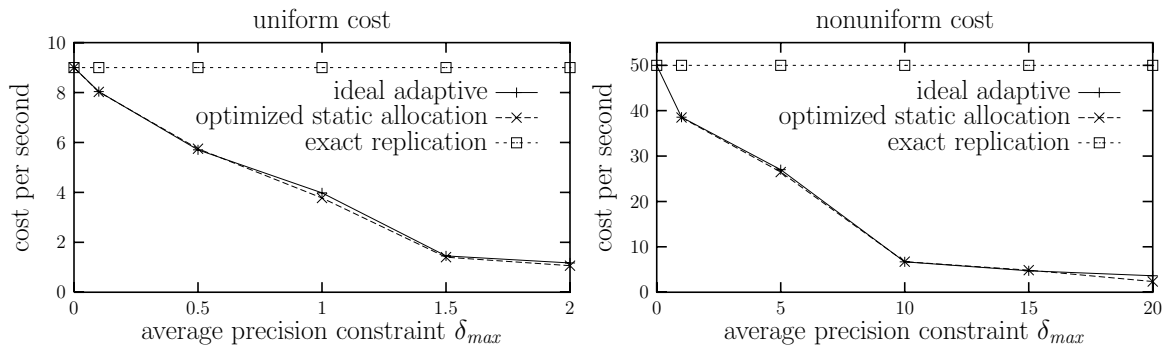 uniform cost
10
8
6
4
2
0
cost per second
ideal adaptive
optimized static allocation
exact replication
0 0.5 1 1.5 2
average precision constraint δmax
nonuniform cost
50
40
30
20
10
0
cost per second
ideal adaptive
optimized static allocation
exact replication
0 5 10 15 20
average precision constraint δmax